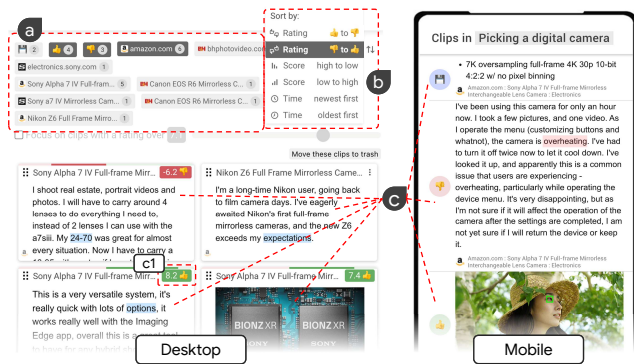 a
💾 2
👍 4
👎 3
amazon.com 6
bhphotovideo.com
electronics.sony.com 1
Sony Alpha 7 IV Full-fram... 5
Canon EOS R6 Mirrorless C... 1
Sony a7 IV Mirrorless Cam... 1
Canon EOS R6 Mirrorless C... 1
Nikon Z6 Full Frame Mirro... 1
Focus on clips with a rating over
Sort by:
Rating 👍 to 👎
Rating 👎 to 👍
Score high to low
Score low to high
Time newest first
Time oldest first
b
Move these clips to trash
Sony Alpha 7 IV Full-frame Mirr... -6.2 👎
I shoot real estate, portrait videos and
photos. I will have to carry around 4
lenses to do everything I need to,
instead of 2 lenses I can use with the
a7siii. My 24-70 was great for almost
every situation. Now I have to carry a
Nikon Z6 Full Frame Mirrorless C...
I'm a long-time Nikon user, going back
to film camera days. I've eagerly
awaited Nikon's first full-frame
mirrorless cameras, and the new Z6
exceeds my expectations.
c
c1
Sony Alpha 7 IV Full-frame Mirr... 8.2 👍
This is a very versatile system, it's
really quick with lots of options, it
works really well with the Imaging
Edge app, overall this is a great tool
Sony Alpha 7 IV Full-frame Mirr... 7.4 👍
BIONZ XR
BIONZ XR
SONY
SONY
Desktop
Clips in Picking a digital camera
• 7K oversampling full-frame 4K 30p 10-bit
4:2:2 w/ no pixel binning
Amazon.com : Sony Alpha 7 IV Full-frame Mirrorless
Interchangeable Lens Camera : Electronics
I've been using this camera for only an hour
now. I took a few pictures, and one video. As
I operate the menu (customizing buttons and
whatnot), the camera is overheating. I've had
to turn it off twice now to let it cool down. I've
looked it up, and apparently this is a common
issue that users are experiencing -
overheating, particularly while operating the
device menu. It's very disappointing, but as
I'm not sure if it will affect the operation of the
camera after the settings are completed, I am
not yet sure if I will return the device or keep
it.
Amazon.com : Sony Alpha 7 IV Full-frame Mirrorless
Interchangeable Lens Camera : Electronics
Mobile